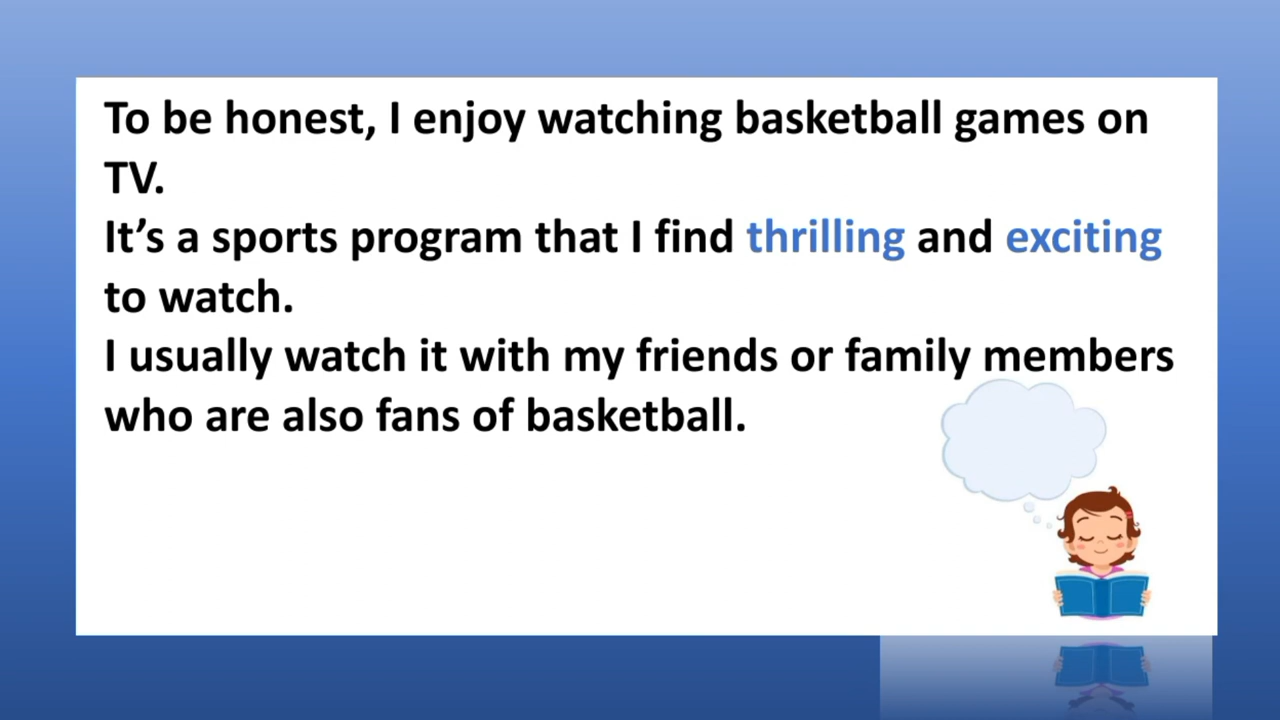 To be honest, I enjoy watching basketball games on
TV.
It’s a sports program that I find thrilling and exciting
to watch.
I usually watch it with my friends or family members
who are also fans of basketball.